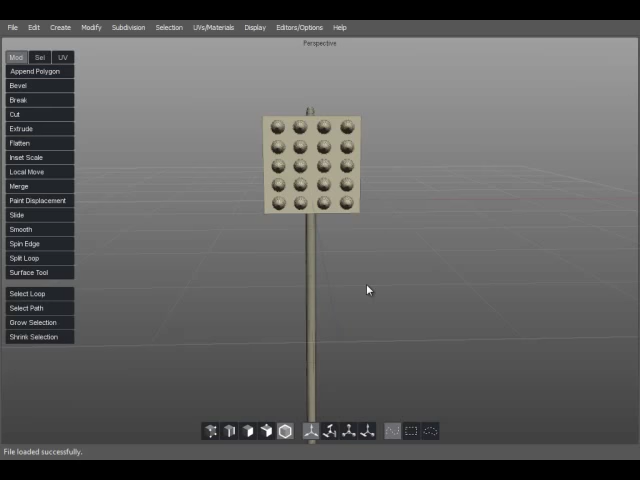 File Edit Create Modify Subdivision Selection UVs/Materials Display Editors/Options Help
Perspective
Mod Sel UV
Append Polygon
Bevel
Break
Cut
Extrude
Flatten
Inset Scale
Local Move
Merge
Paint Displacement
Slide
Smooth
Spin Edge
Split Loop
Surface Tool
Select Loop
Select Path
Grow Selection
Shrink Selection
File loaded successfully.